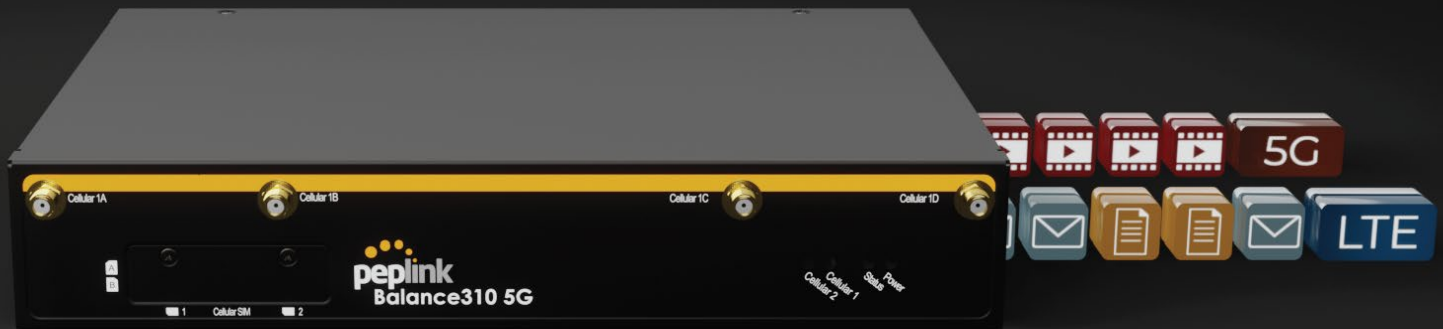 5G
Cellular 1A
Cellular 1B
Cellular 1C
Cellular 1D
LTE
A
B
peplink
Balance310 5G
Cellular 2
Cellular 1
Status
Power
1
Cellular SIM
2